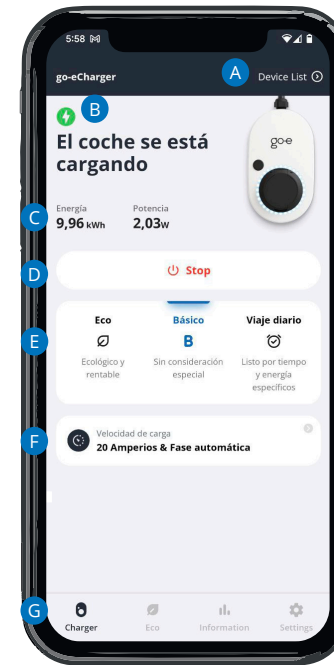 5:58
go-eCharger
A
Device List
B
El coche se está
cargando
go-e
C
Energía
Potencia
9,96 kWh
2,03w
D
Stop
E
Eco
Básico
Viaje diario
B
Ecológico y
rentable
Sin consideración
especial
Listo por tiempo
y energía
específicos
F
Velocidad de carga
20 Amperios & Fase automática
G
Charger
Eco
Information
Settings